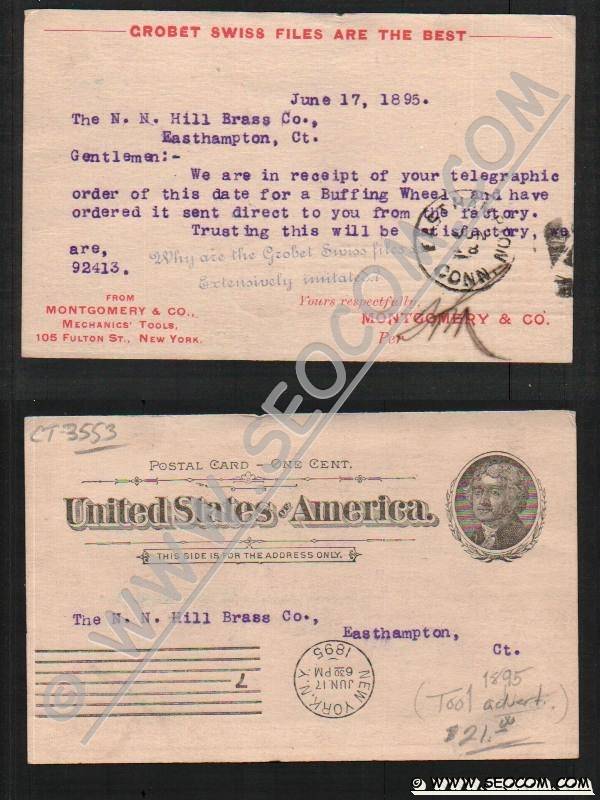 GROBET SWISS FILES ARE THE BEST
June 17, 1895.
The N. N. Hill Brass Co.,
Easthampton, Ct.
Gentlemen:-
We are in receipt of your telegraphic
order of this date for a Buffing Wheel, and have
ordered it sent direct to you from the factory.
Trusting this will be satisfactory, we
are,
92413.
Why are the Grobet Swiss files
Extensively imitated
FROM
MONTGOMERY & CO.,
MECHANICS' TOOLS,
105 FULTON ST., NEW YORK.
Yours respectfully,
MONTGOMERY & CO.
Per
CONN
CT-3553
POSTAL CARD - ONE CENT.
United States of America.
THIS SIDE IS FOR THE ADDRESS ONLY.
The N. N. Hill Brass Co.,
Easthampton,
Ct.
7
NEW YORK, N.Y.
JUN 17
630 PM
1895
1895
(Tool advert.)
$21.00
© WWW.SEOCOM.COM
© WWW.SEOCOM.COM